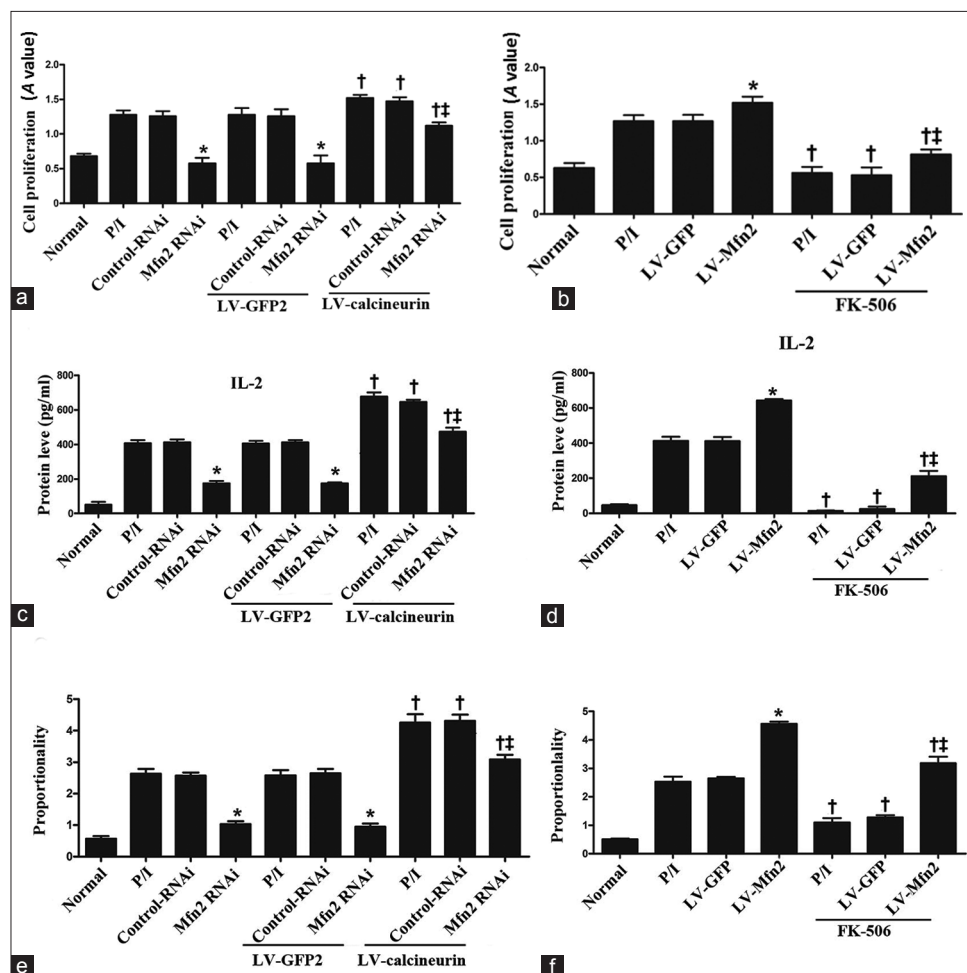 Cell proliferation (A value)
2.0
1.5
1.0
0.5
0
*
*
†
†
†‡
Normal
P/I
Control-RNAi
Mfn2 RNAi
P/I
Control-RNAi
Mfn2 RNAi
P/I
Control-RNAi
Mfn2 RNAi
LV-GFP2
LV-calcineurin
a
Cell proliferation (A value)
2.0
1.5
1.0
0.5
0
*
†
†
†‡
Normal
P/I
LV-GFP
LV-Mfn2
P/I
LV-GFP
LV-Mfn2
FK-506
b
IL-2
Protein leve (pg/ml)
800
600
400
200
0
*
*
†
†
†‡
Normal
P/I
Control-RNAi
Mfn2 RNAi
P/I
Control-RNAi
Mfn2 RNAi
P/I
Control-RNAi
Mfn2 RNAi
LV-GFP2
LV-calcineurin
c
IL-2
Protein leve (pg/ml)
800
600
400
200
0
*
†
†
†‡
Normal
P/I
LV-GFP
LV-Mfn2
P/I
LV-GFP
LV-Mfn2
FK-506
d
Proportionality
5
4
3
2
1
0
*
*
†
†
†‡
Normal
P/I
Control-RNAi
Mfn2 RNAi
P/I
Control-RNAi
Mfn2 RNAi
P/I
Control RNAi
Mfn2 RNAi
LV-GFP2
LV-calcineurin
e
Proportionlality
5
4
3
2
1
0
*
†
†
†‡
Normal
P/I
LV-GFP
LV-Mfn2
P/I
LV-GFP
LV-Mfn2
FK-506
f